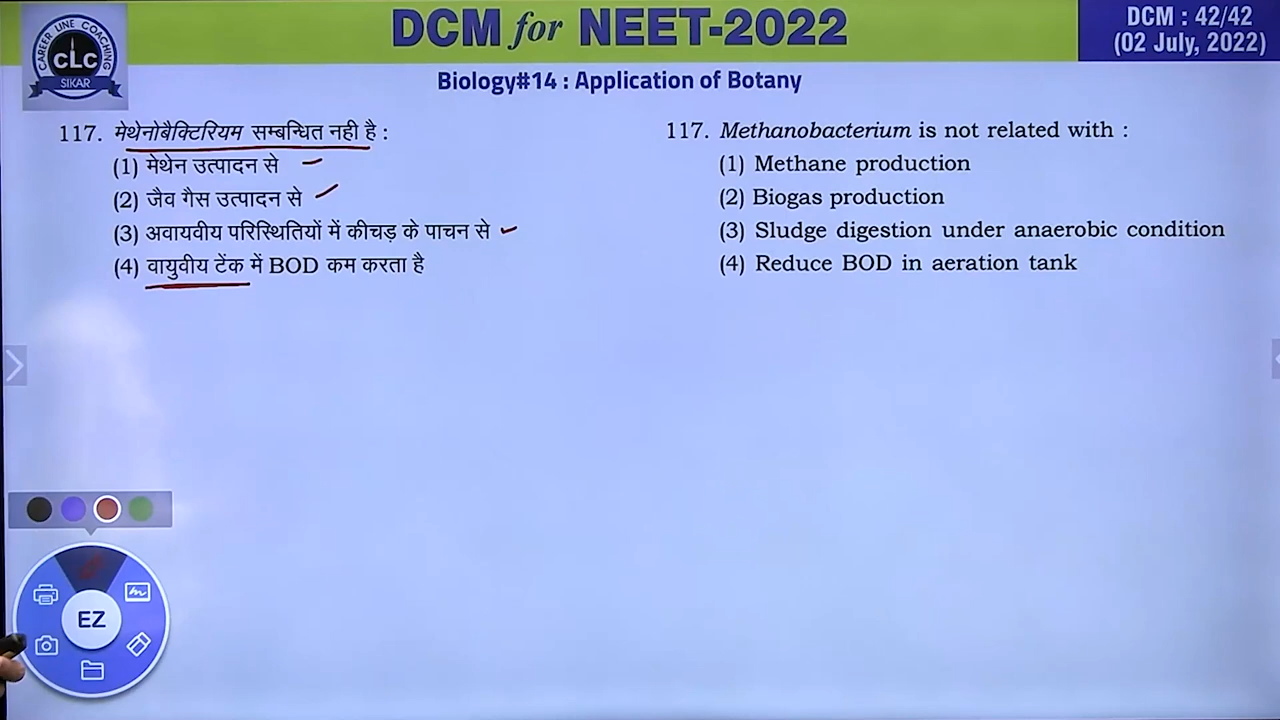 CAREER LINE COACHING
CLC
SIKAR
DCM for NEET-2022
DCM : 42/42
(02 July, 2022)
Biology#14 : Application of Botany
117. मेथेनोबैक्टिरियम सम्बन्धित नही है :
(1) मेथेन उत्पादन से
(2) जैव गैस उत्पादन से
(3) अवायवीय परिस्थितियों में कीचड़ के पाचन से
(4) वायुवीय टेंक में BOD कम करता है
117. Methanobacterium is not related with :
(1) Methane production
(2) Biogas production
(3) Sludge digestion under anaerobic condition
(4) Reduce BOD in aeration tank
EZ